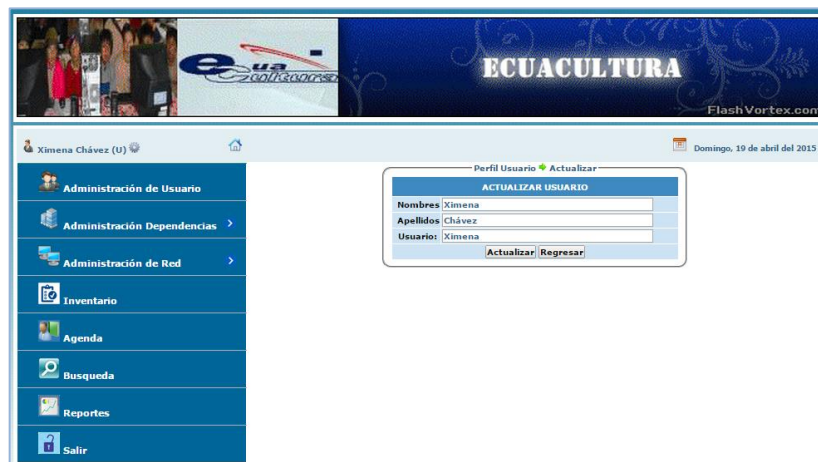 ECUACULTURA
FlashVortex.com
Ximena Chávez (U)
Domingo, 19 de abril del 2015
Administración de Usuario
Administración Dependencias
Administración de Red
Inventario
Agenda
Busqueda
Reportes
Salir
Perfil Usuario Actualizar
ACTUALIZAR USUARIO
Nombres Ximena
Apellidos Chávez
Usuario: Ximena
Actualizar Regresar